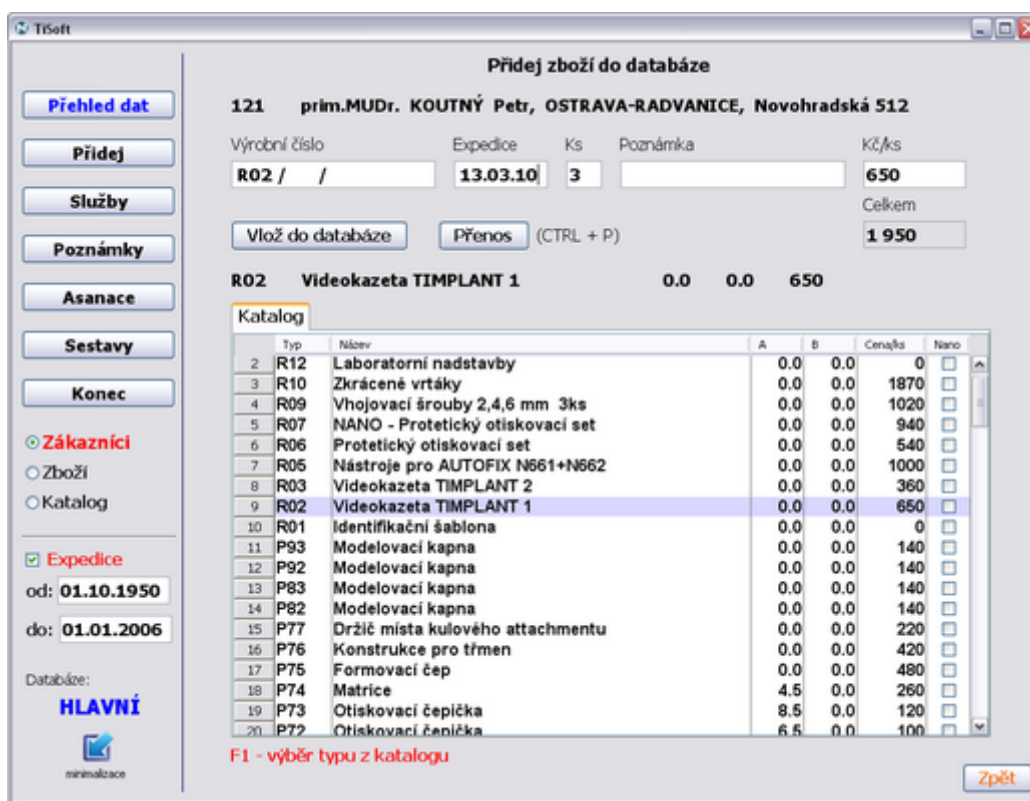 TiSoft
Přidej zboží do databáze
Přehled dat
Přidej
Služby
Poznámky
Asanace
Sestavy
Konec
Zákazníci
Zboží
Katalog
Expedice
od: 01.10.1950
do: 01.01.2006
Databáze:
HLAVNÍ
minimalizace
121 prim.MUDr. KOUTNÝ Petr, OSTRAVA-RADVANICE, Novohradská 512
Výrobní číslo Expedice Ks Poznámka Kč/ks
R02 / / 13.03.10 3 650
Celkem
Vlož do databáze Přenos (CTRL + P) 1 950
R02 Videokazeta TIMPLANT 1 0.0 0.0 650
Katalog
Typ Název A B Cena/ks Nano
2 R12 Laboratorní nadstavby 0.0 0.0 0
3 R10 Zkrácené vrtáky 0.0 0.0 1870
4 R09 Vhojovací šrouby 2,4,6 mm 3ks 0.0 0.0 1020
5 R07 NANO - Protetický otiskovací set 0.0 0.0 940
6 R06 Protetický otiskovací set 0.0 0.0 540
7 R05 Nástroje pro AUTOFIX N661+N662 0.0 0.0 1000
8 R03 Videokazeta TIMPLANT 2 0.0 0.0 360
9 R02 Videokazeta TIMPLANT 1 0.0 0.0 650
10 R01 Identifikační šablona 0.0 0.0 0
11 P93 Modelovací kapna 0.0 0.0 140
12 P92 Modelovací kapna 0.0 0.0 140
13 P83 Modelovací kapna 0.0 0.0 140
14 P82 Modelovací kapna 0.0 0.0 140
15 P77 Držič místa kulového attachmentu 0.0 0.0 220
16 P76 Konstrukce pro třmen 0.0 0.0 420
17 P75 Formovací čep 0.0 0.0 480
18 P74 Matrice 4.5 0.0 260
19 P73 Otiskovací čepička 8.5 0.0 120
20 P72 Otiskovací čepička 6.5 0.0 100
F1 - výběr typu z katalogu
Zpět